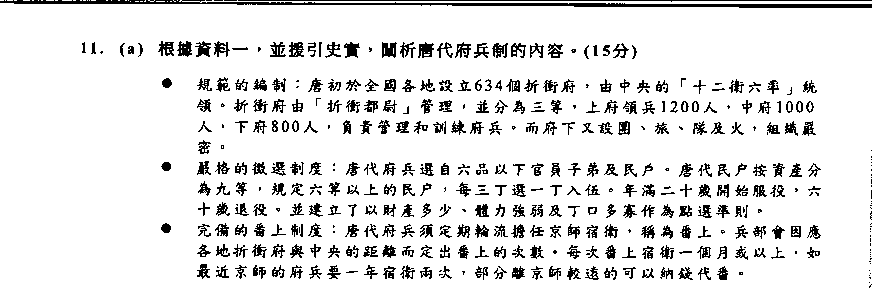 11. (a) 根據資料一，並援引史實，闡析唐代府兵制的內容。(15分)
● 規範的編制：唐初於全國各地設立634個折衝府，由中央的「十二衛六率」統
領。折衝府由「折衝都尉」管理，並分為三等，上府領兵1200人，中府1000
人，下府800人，負責管理和訓練府兵。而府下又設團、旅、隊及火，組織嚴
密。
● 嚴格的徵選制度：唐代府兵選自六品以下官員子弟及民戶。唐代民戶按資產分
為九等，規定六等以上的民戶，每三丁選一丁入伍。年滿二十歲開始服役，六
十歲退役。並建立了以財產多少、體力強弱及丁口多寡作為點選準則。
● 完備的番上制度：唐代府兵須定期輪流擔任京師宿衛，稱為番上。兵部會因應
各地折衝府與中央的距離而定出番上的次數。每次番上宿衛一個月或以上，如
最近京師的府兵要一年宿衛兩次，部分離京師較遠的可以納錢代番。